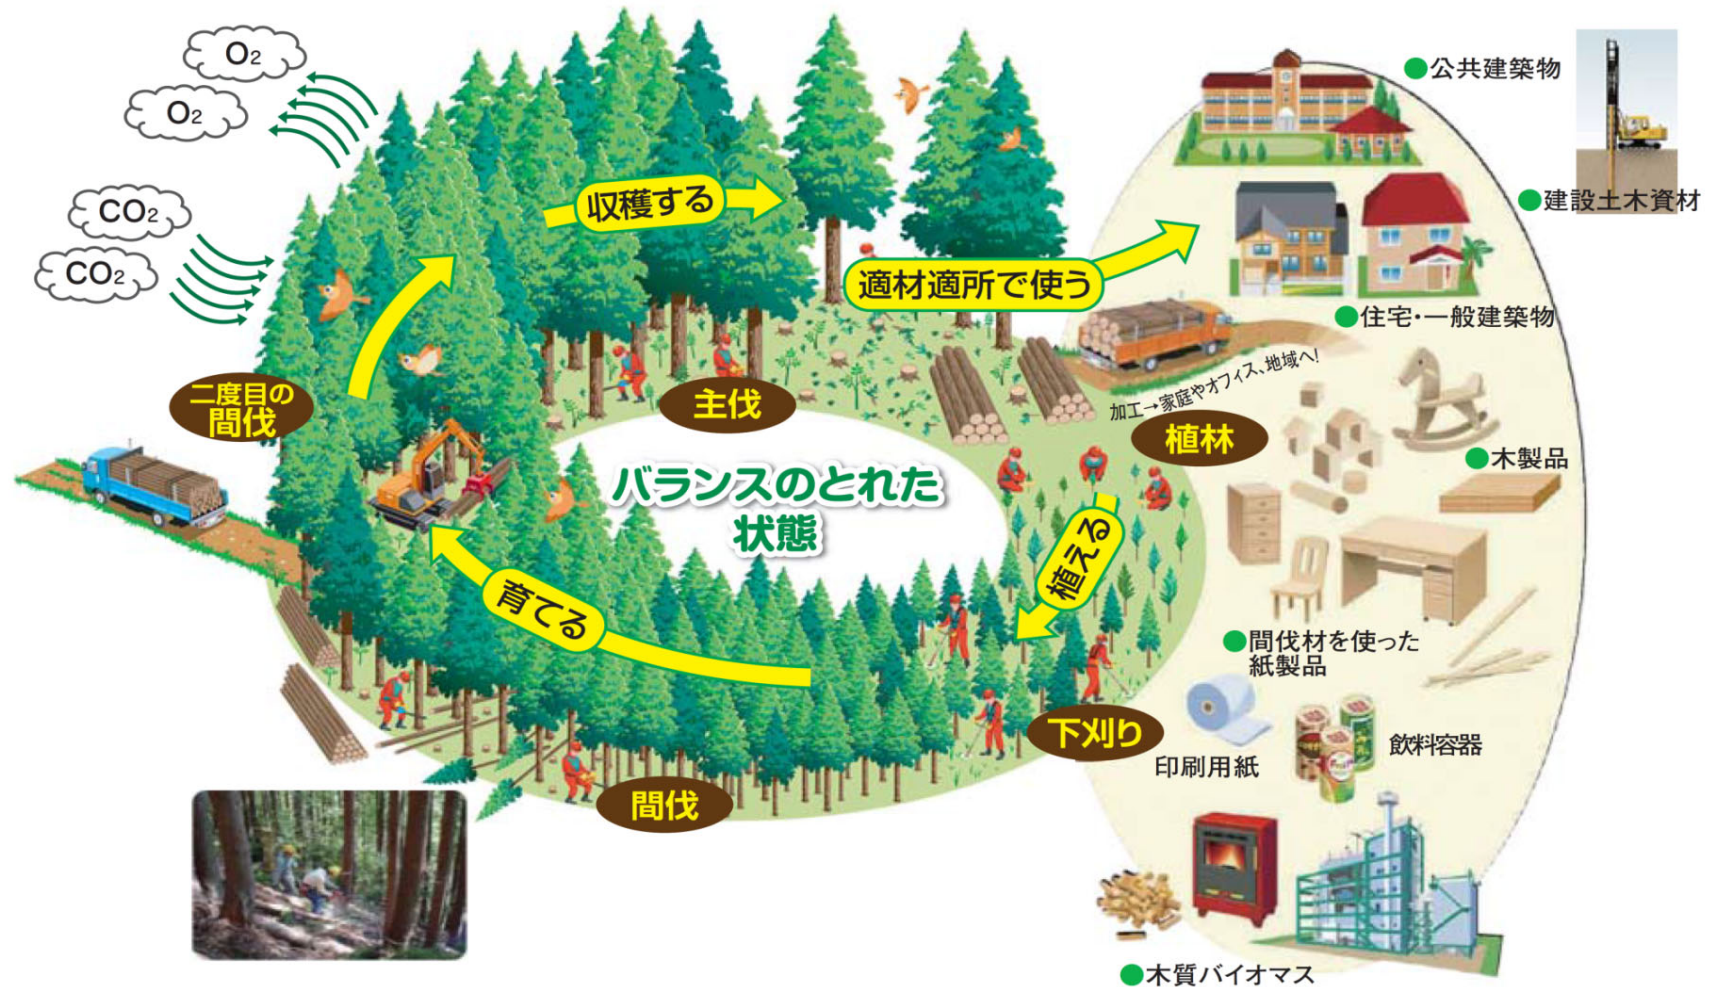 O₂
O₂
CO₂
CO₂
収穫する
適材適所で使う
二度目の
間伐
主伐
加工→家庭やオフィス、地域へ!
植林
バランスのとれた
状態
植える
育てる
下刈り
間伐
●公共建築物
●建設土木資材
●住宅・一般建築物
●木製品
●間伐材を使った
紙製品
印刷用紙
飲料容器
●木質バイオマス